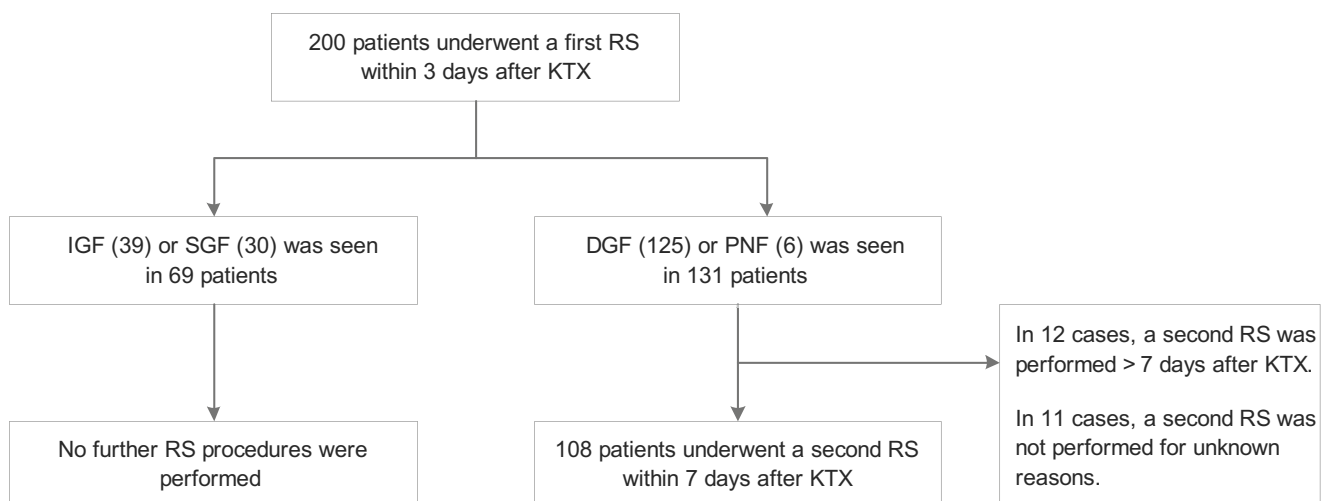 200 patients underwent a first RS
within 3 days after KTX
IGF (39) or SGF (30) was seen
in 69 patients
DGF (125) or PNF (6) was seen
in 131 patients
In 12 cases, a second RS was
performed > 7 days after KTX.
In 11 cases, a second RS was
not performed for unknown
reasons.
No further RS procedures were
performed
108 patients underwent a second RS
within 7 days after KTX